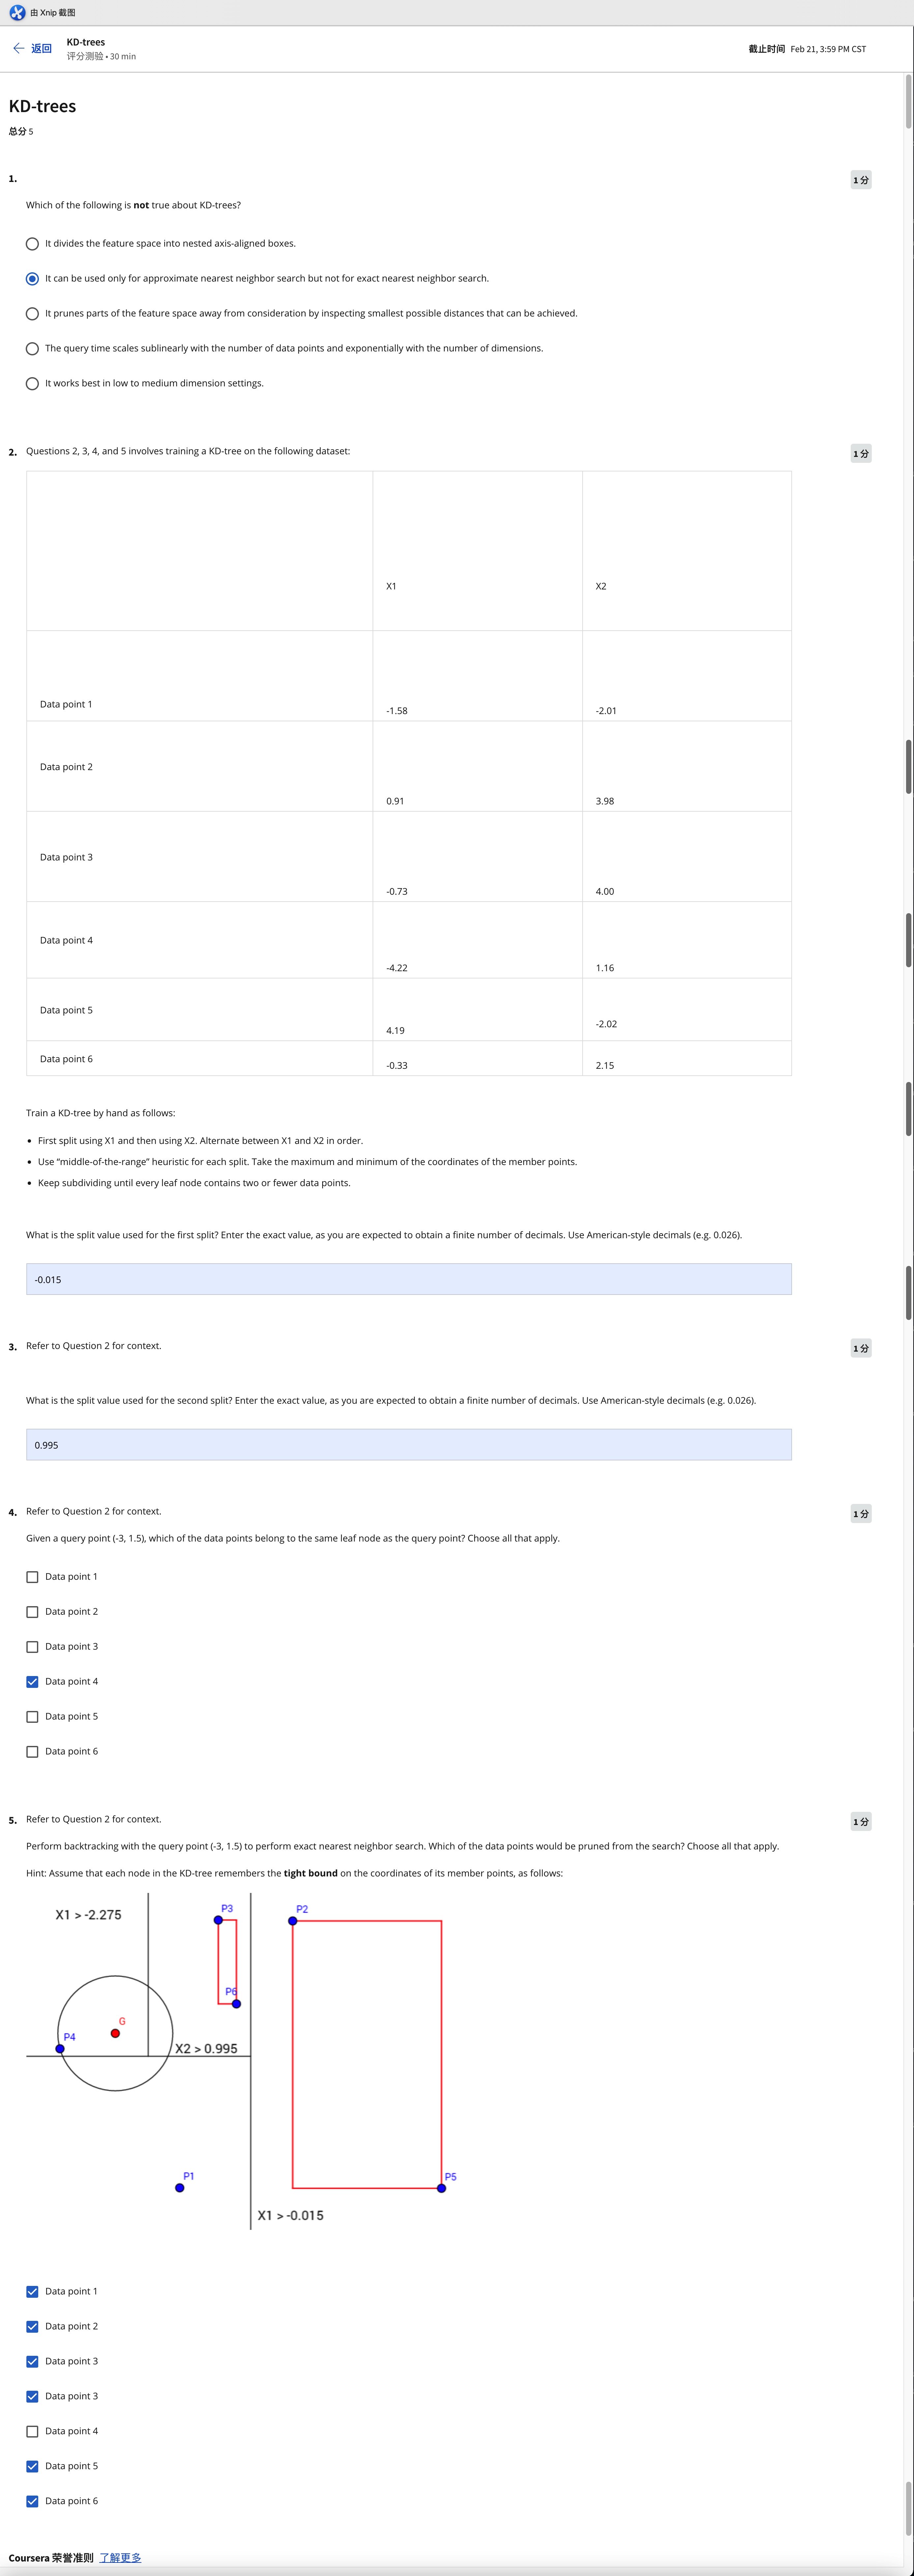 由 Xnip 截图
返回
KD-trees
评分测验 • 30 min
截止时间 Feb 21, 3:59 PM CST
KD-trees
总分 5
1.
1 分
Which of the following is not true about KD-trees?
It divides the feature space into nested axis-aligned boxes.
It can be used only for approximate nearest neighbor search but not for exact nearest neighbor search.
It prunes parts of the feature space away from consideration by inspecting smallest possible distances that can be achieved.
The query time scales sublinearly with the number of data points and exponentially with the number of dimensions.
It works best in low to medium dimension settings.
2. Questions 2, 3, 4, and 5 involves training a KD-tree on the following dataset:
1 分
X1 X2
Data point 1 -1.58 -2.01
Data point 2 0.91 3.98
Data point 3 -0.73 4.00
Data point 4 -4.22 1.16
Data point 5 4.19 -2.02
Data point 6 -0.33 2.15
Train a KD-tree by hand as follows:
• First split using X1 and then using X2. Alternate between X1 and X2 in order.
• Use “middle-of-the-range” heuristic for each split. Take the maximum and minimum of the coordinates of the member points.
• Keep subdividing until every leaf node contains two or fewer data points.
What is the split value used for the first split? Enter the exact value, as you are expected to obtain a finite number of decimals. Use American-style decimals (e.g. 0.026).
-0.015
3. Refer to Question 2 for context.
1 分
What is the split value used for the second split? Enter the exact value, as you are expected to obtain a finite number of decimals. Use American-style decimals (e.g. 0.026).
0.995
4. Refer to Question 2 for context.
1 分
Given a query point (-3, 1.5), which of the data points belong to the same leaf node as the query point? Choose all that apply.
Data point 1
Data point 2
Data point 3
Data point 4
Data point 5
Data point 6
5. Refer to Question 2 for context.
1 分
Perform backtracking with the query point (-3, 1.5) to perform exact nearest neighbor search. Which of the data points would be pruned from the search? Choose all that apply.
Hint: Assume that each node in the KD-tree remembers the tight bound on the coordinates of its member points, as follows:
X1 > -2.275
P3
P2
P6
G
P4
X2 > 0.995
P1
P5
X1 > -0.015
Data point 1
Data point 2
Data point 3
Data point 3
Data point 4
Data point 5
Data point 6
Coursera 荣誉准则 了解更多